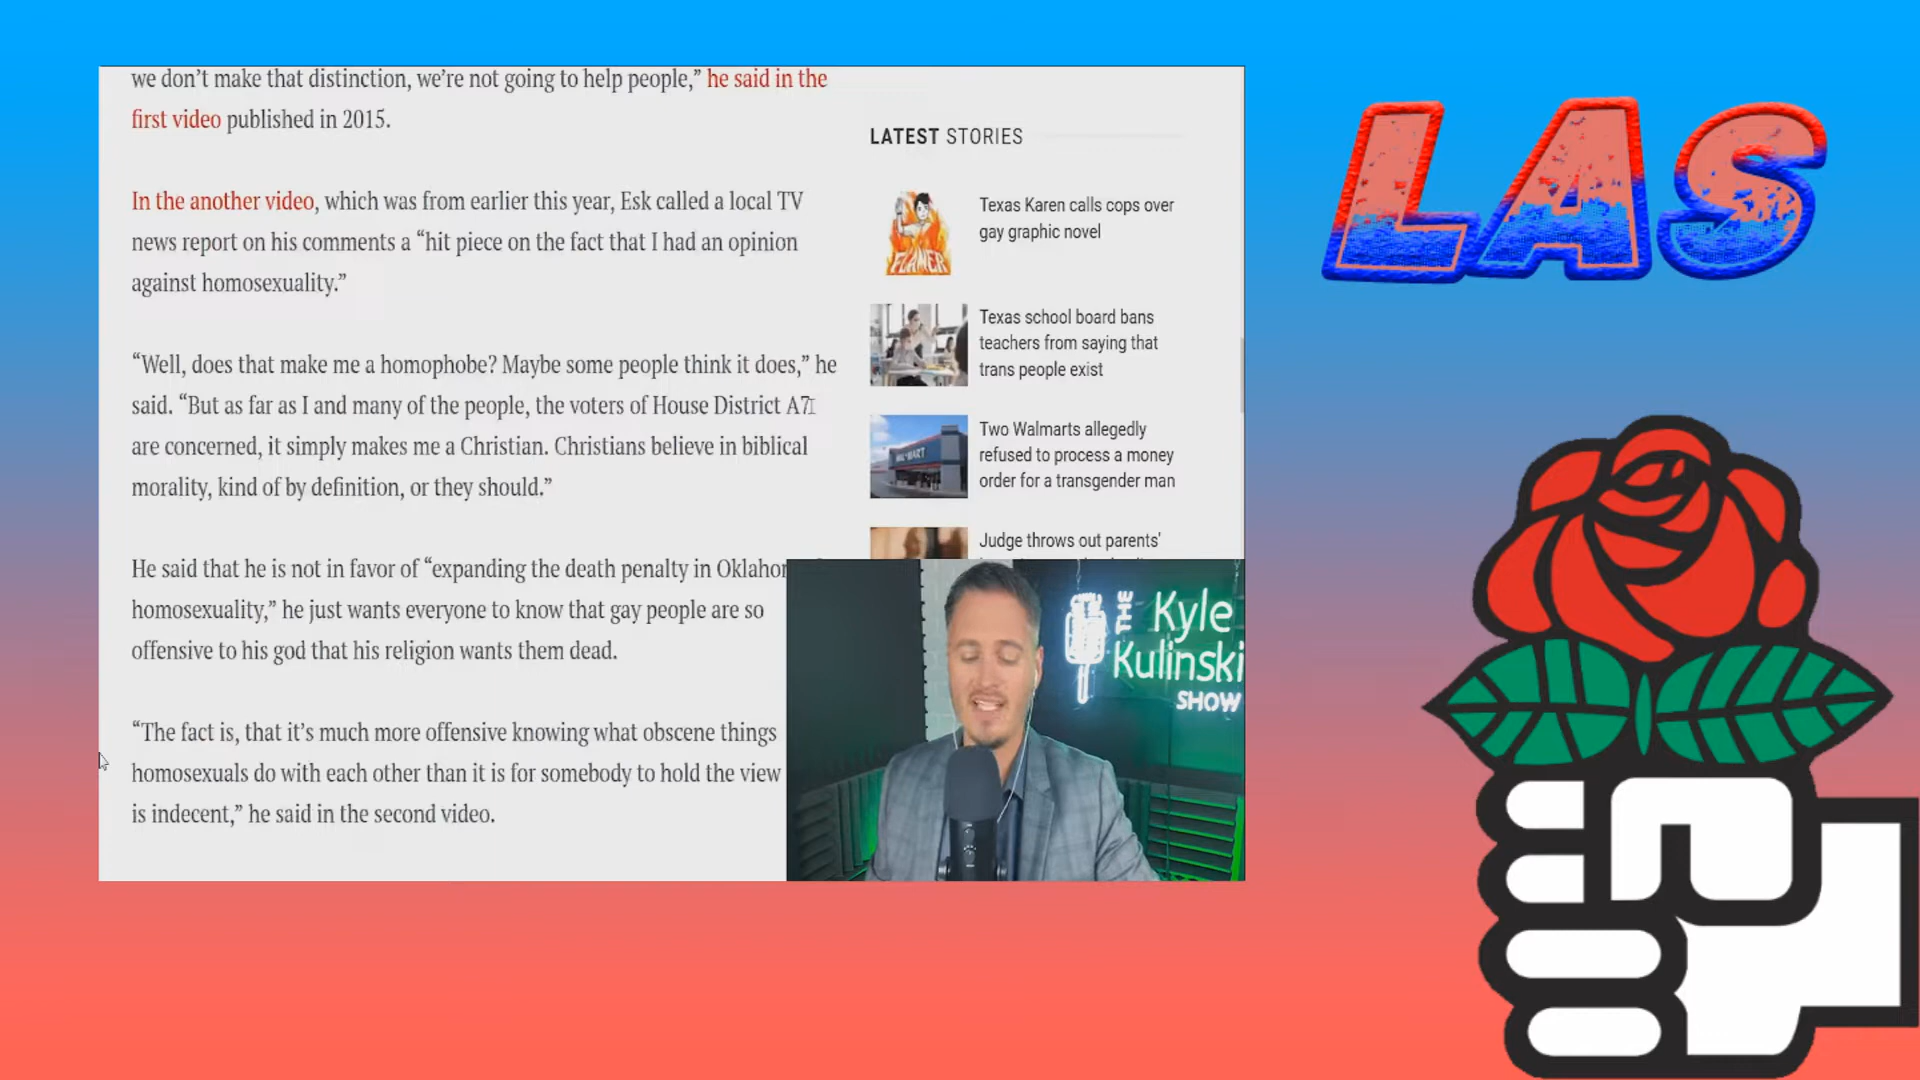 we don’t make that distinction, we’re not going to help people,” he said in the
first video published in 2015.
In the another video, which was from earlier this year, Esk called a local TV
news report on his comments a “hit piece on the fact that I had an opinion
against homosexuality.”
“Well, does that make me a homophobe? Maybe some people think it does,” he
said. “But as far as I and many of the people, the voters of House District A7
are concerned, it simply makes me a Christian. Christians believe in biblical
morality, kind of by definition, or they should.”
He said that he is not in favor of “expanding the death penalty in
homosexuality,” he just wants everyone to know that gay people are so
offensive to his god that his religion wants them dead.
“The fact is, that it’s much more offensive knowing what obscene things
homosexuals do with each other than it is for somebody to hold the view
is indecent,” he said in the second video.
LATEST STORIES
FLAMER
Texas Karen calls cops over
gay graphic novel
Texas school board bans
teachers from saying that
trans people exist
WAL-MART
Two Walmarts allegedly
refused to process a money
order for a transgender man
Judge throws out parents’
THE
Kyle
Kulinski
SHOW
LAS